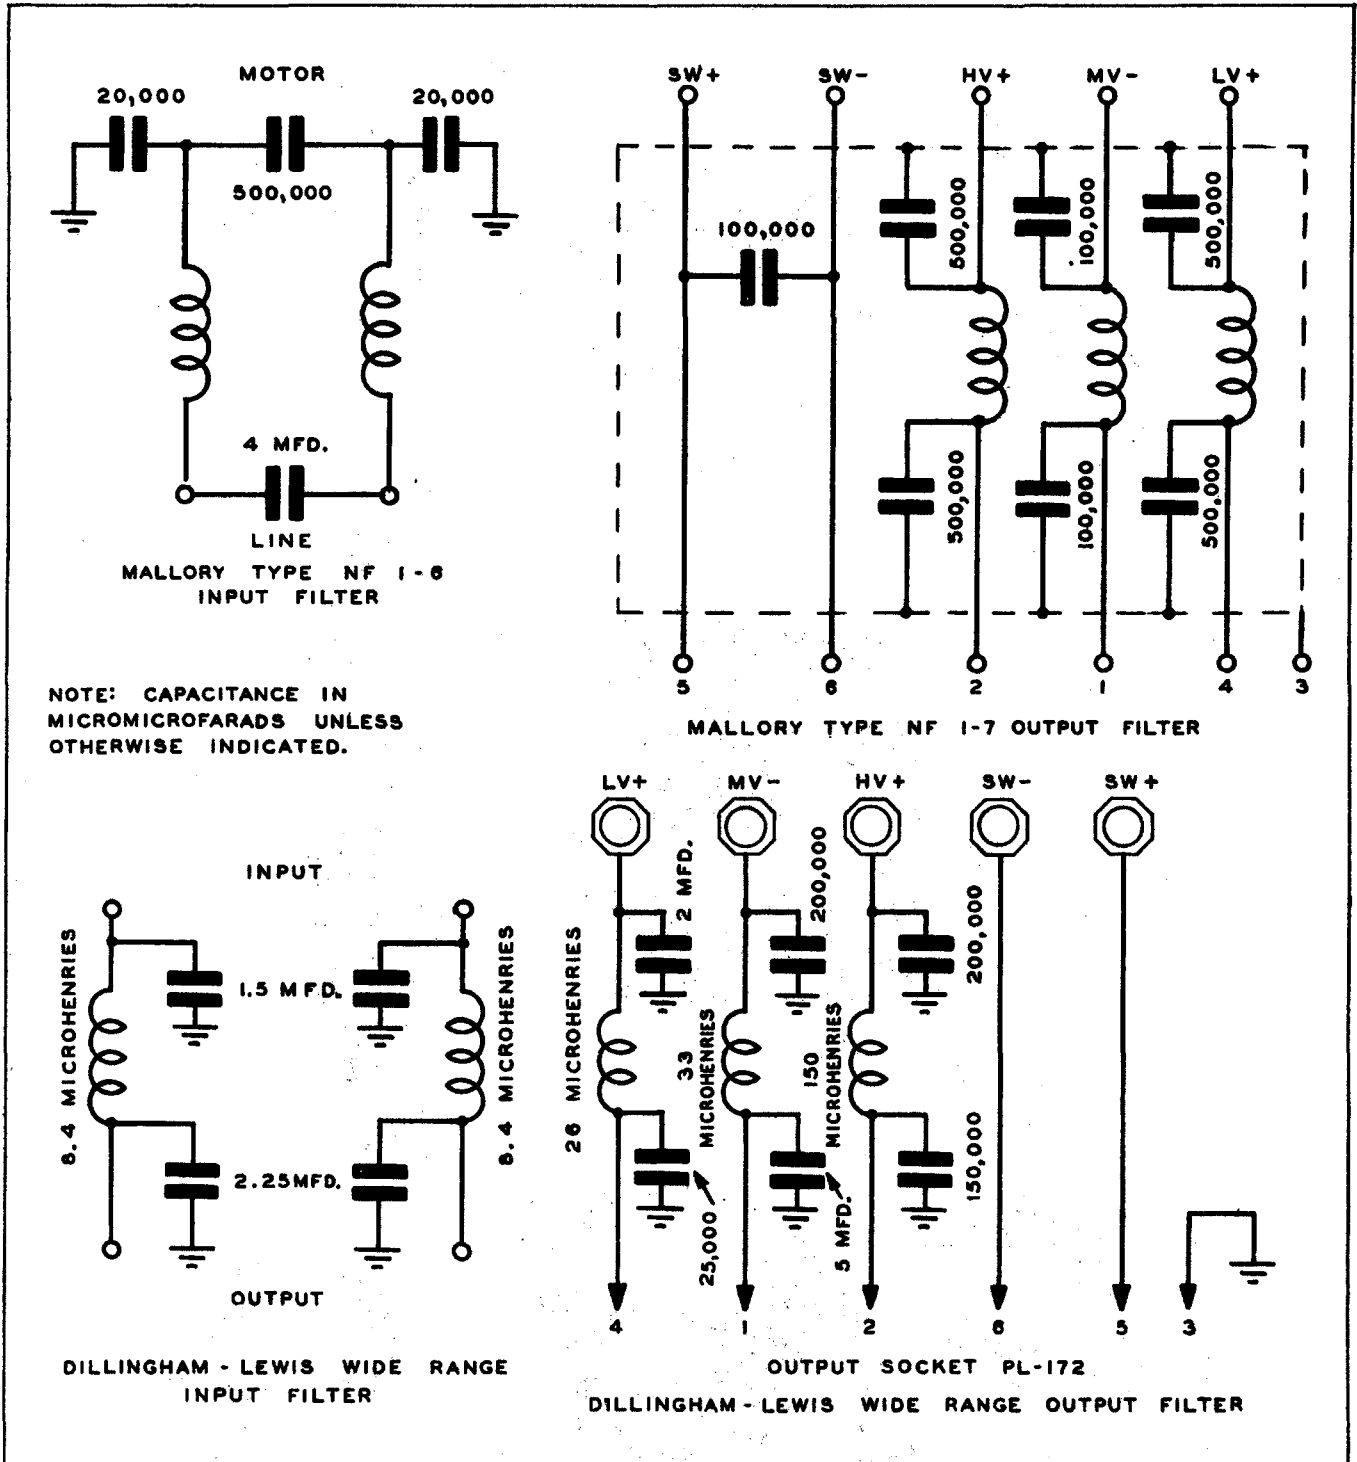 MOTOR
20,000
20,000
500,000
4 MFD.
LINE
MALLORY TYPE NF 1-6
INPUT FILTER
SW+
SW-
HV+
MV-
LV+
100,000
500,000
100,000
500,000
500,000
100,000
500,000
5
6
2
1
4
3
MALLORY TYPE NF 1-7 OUTPUT FILTER
NOTE: CAPACITANCE IN
MICROMICROFARADS UNLESS
OTHERWISE INDICATED.
INPUT
8.4 MICROHENRIES
1.5 MFD.
8.4 MICROHENRIES
2.25MFD.
OUTPUT
DILLINGHAM-LEWIS WIDE RANGE
INPUT FILTER
LV+
MV-
HV+
SW-
SW+
2 MFD.
200,000
200,000
26 MICROHENRIES
33
MICROHENRIES
150
MICROHENRIES
25,000
5 MFD.
150,000
4
1
2
6
5
3
OUTPUT SOCKET PL-172
DILLINGHAM-LEWIS WIDE RANGE OUTPUT FILTER